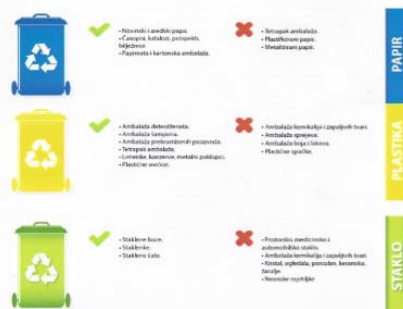 • Novinski i uredski papir.
• Časopisi, katalozi, prospekti,
bilježnice.
• Papirnata i kartonska ambalaža.
• Tetrapak ambalaža.
• Plastificirani papir.
• Metalizirani papir.
PAPIR
• Ambalaža deterdženata.
• Ambalaža šampona.
• Ambalaža prehrambenih proizvoda.
• Tetrapak ambalaža.
• Limenke, konzerve, metalni poklopci.
• Plastične vrećice.
• Ambalaža kemikalija i zapaljivih tvari.
• Ambalaža sprejeva.
• Ambalaža boja i lakova.
• Plastične igračke.
PLASTIKA
• Staklene boce.
• Staklenke.
• Staklene čaše.
• Prozorsko, medicinsko i
automobilsko staklo.
• Ambalaža kemikalija i zapaljivih tvari.
• Kristal, ogledala, porculan, keramika,
žarulje.
• Neonske svjetiljke
STAKLO